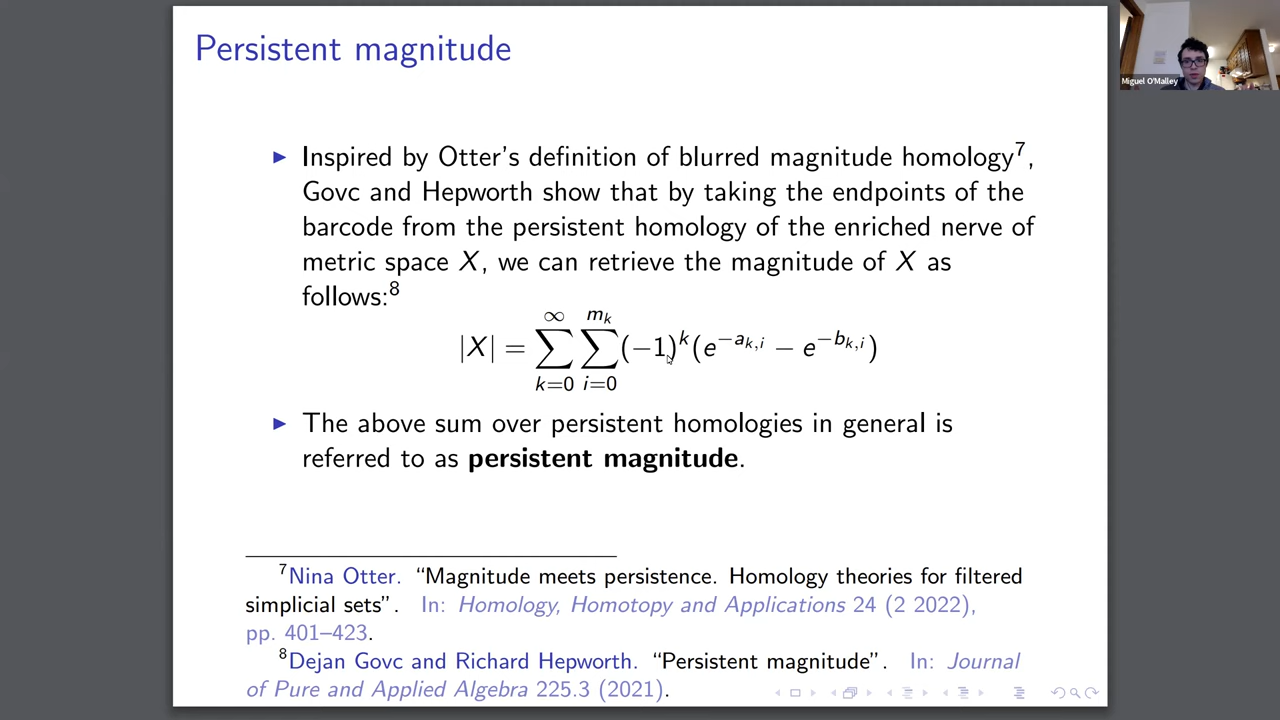 Persistent magnitude
Miguel O'Malley
▶ Inspired by Otter's definition of blurred magnitude homology⁷,
Govc and Hepworth show that by taking the endpoints of the
barcode from the persistent homology of the enriched nerve of
metric space X, we can retrieve the magnitude of X as
follows:⁸
|X| = ∑_{k=0}^{∞} ∑_{i=0}^{m_k} (−1)^k (e^{−a_{k,i}} − e^{−b_{k,i}})
▶ The above sum over persistent homologies in general is
referred to as persistent magnitude.
⁷Nina Otter. “Magnitude meets persistence. Homology theories for filtered
simplicial sets”. In: Homology, Homotopy and Applications 24 (2 2022),
pp. 401–423.
⁸Dejan Govc and Richard Hepworth. “Persistent magnitude”. In: Journal
of Pure and Applied Algebra 225.3 (2021).